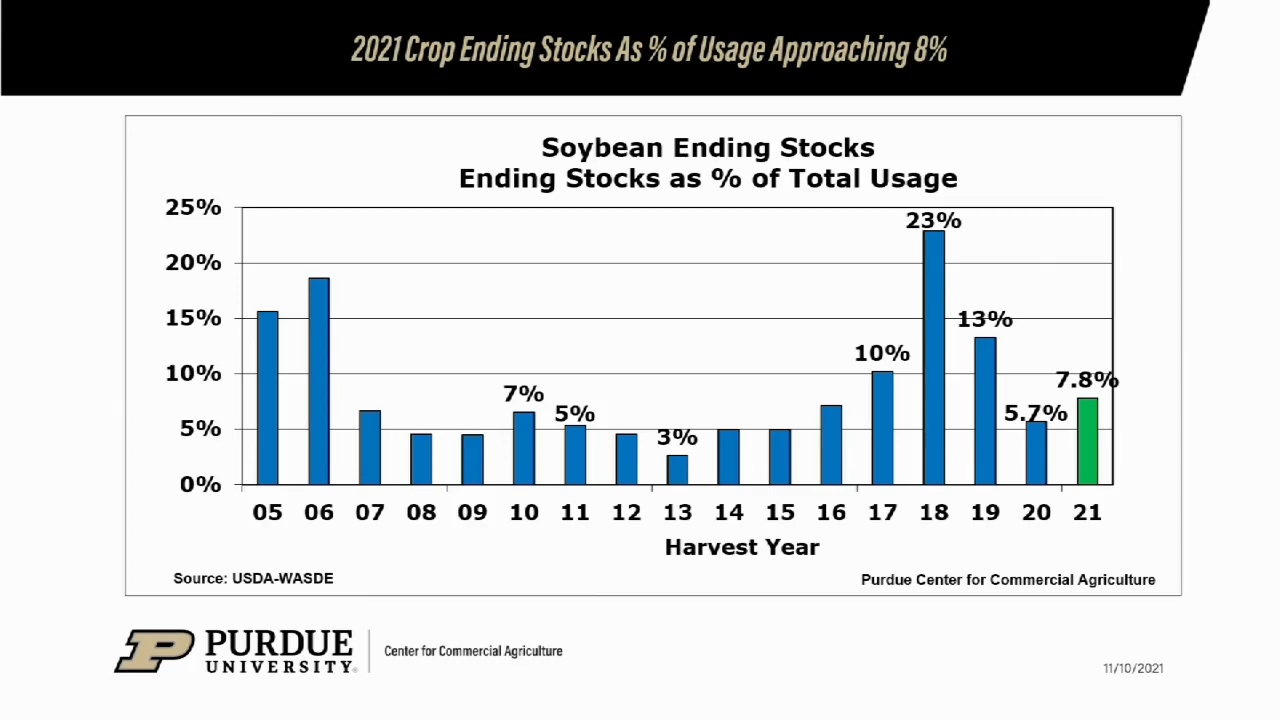 2021 Crop Ending Stocks As % of Usage Approaching 8%
Soybean Ending Stocks
Ending Stocks as % of Total Usage
25%
20%
15%
10%
5%
0%
7%
5%
3%
10%
23%
13%
5.7%
7.8%
05 06 07 08 09 10 11 12 13 14 15 16 17 18 19 20 21
Harvest Year
Source: USDA-WASDE
Purdue Center for Commercial Agriculture
P PURDUE
UNIVERSITY®
Center for Commercial Agriculture
11/10/2021